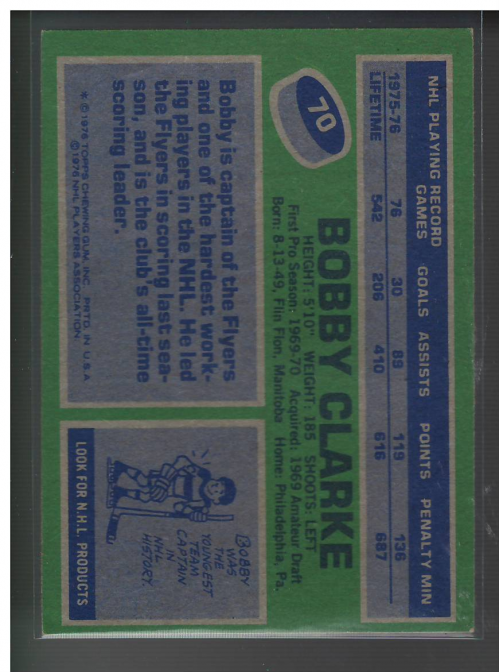 NHL PLAYING RECORD
GAMES GOALS ASSISTS POINTS PENALTY MIN
1975-76 76 30 89 119 136
LIFETIME 542 206 410 616 687
70
BOBBY CLARKE
HEIGHT: 5'10" WEIGHT: 185 SHOOTS: LEFT
First Pro Season: 1969-70 Acquired: 1969 Amateur Draft
Born: 8-13-49, Flin Flon, Manitoba Home: Philadelphia, Pa.
Bobby is captain of the Flyers
and one of the hardest work-
ing players in the NHL. He led
the Flyers in scoring last sea-
son, and is the club's all-time
scoring leader.
* © 1976 TOPPS CHEWING GUM, INC. PRTD. IN U.S.A
© 1976 NHL PLAYERS ASSOCIATION
BOBBY
WAS
THE
YOUNGEST
TEAM
CAPTAIN
IN
NHL
HISTORY.
LOOK FOR N.H.L. PRODUCTS